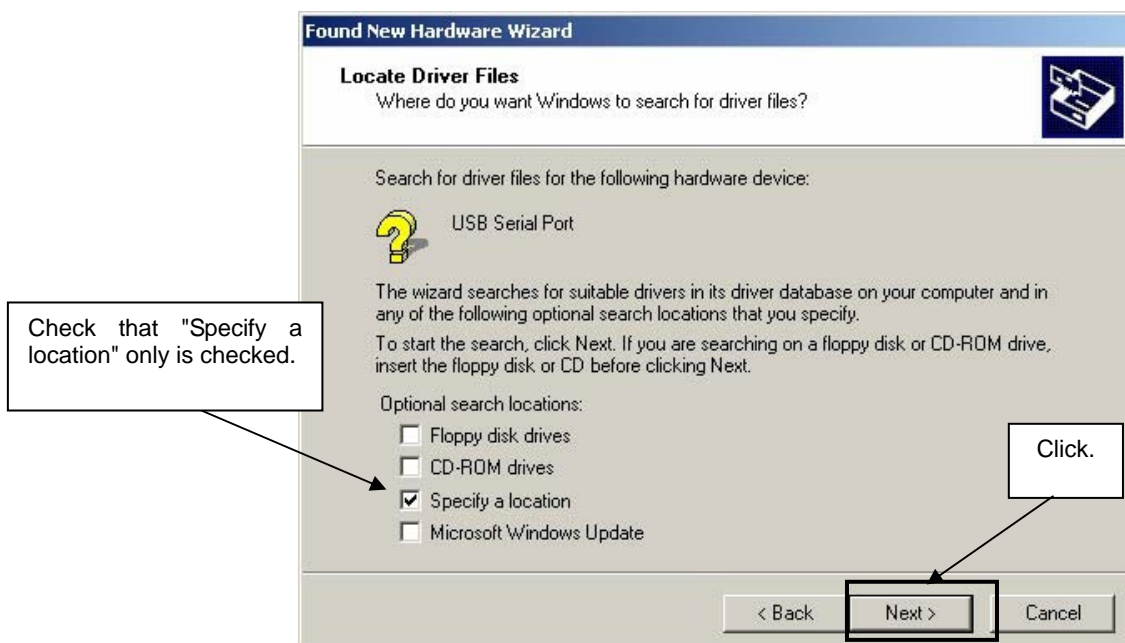 Found New Hardware Wizard
Locate Driver Files
Where do you want Windows to search for driver files?
Search for driver files for the following hardware device:
USB Serial Port
The wizard searches for suitable drivers in its driver database on your computer and in
any of the following optional search locations that you specify.
To start the search, click Next. If you are searching on a floppy disk or CD-ROM drive,
insert the floppy disk or CD before clicking Next.
Check that "Specify a
location" only is checked.
Optional search locations:
Floppy disk drives
CD-ROM drives
Specify a location
Microsoft Windows Update
Click.
< Back
Next >
Cancel